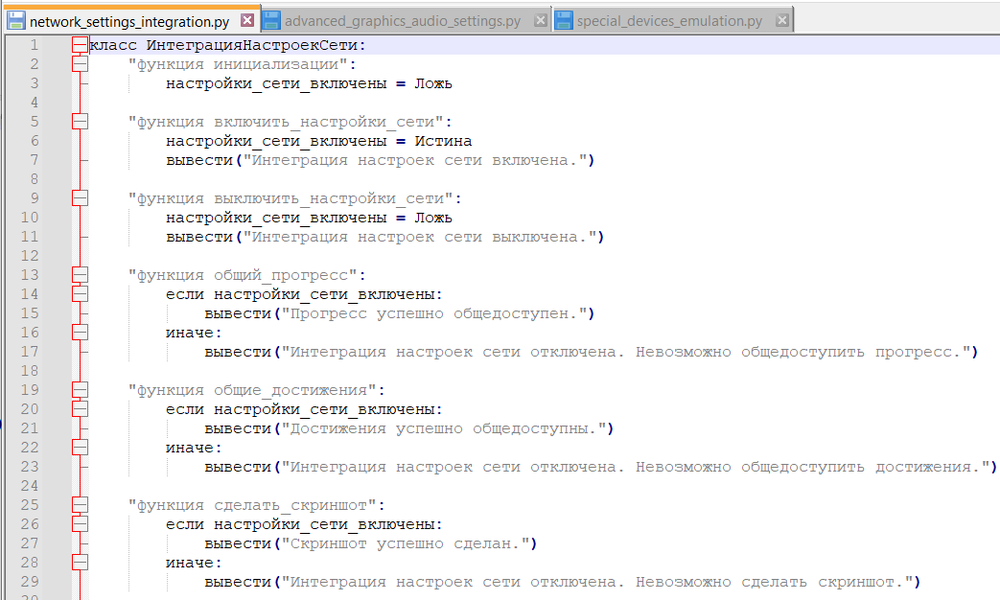 network_settings_integration.py advanced_graphics_audio_settings.py special_devices_emulation.py
1 класс ИнтеграцияНастроекСети:
2 "функция инициализации":
3 настройки_сети_включены = Ложь
4
5 "функция включить_настройки_сети":
6 настройки_сети_включены = Истина
7 вывести("Интеграция настроек сети включена.")
8
9 "функция выключить_настройки_сети":
10 настройки_сети_включены = Ложь
11 вывести("Интеграция настроек сети выключена.")
12
13 "функция общий_прогресс":
14 если настройки_сети_включены:
15 вывести("Прогресс успешно общедоступен.")
16 иначе:
17 вывести("Интеграция настроек сети отключена. Невозможно общедоступить прогресс.")
18
19 "функция общие_достижения":
20 если настройки_сети_включены:
21 вывести("Достижения успешно общедоступны.")
22 иначе:
23 вывести("Интеграция настроек сети отключена. Невозможно общедоступить достижения.")
24
25 "функция сделать_скриншот":
26 если настройки_сети_включены:
27 вывести("Скриншот успешно сделан.")
28 иначе:
29 вывести("Интеграция настроек сети отключена. Невозможно сделать скриншот.")